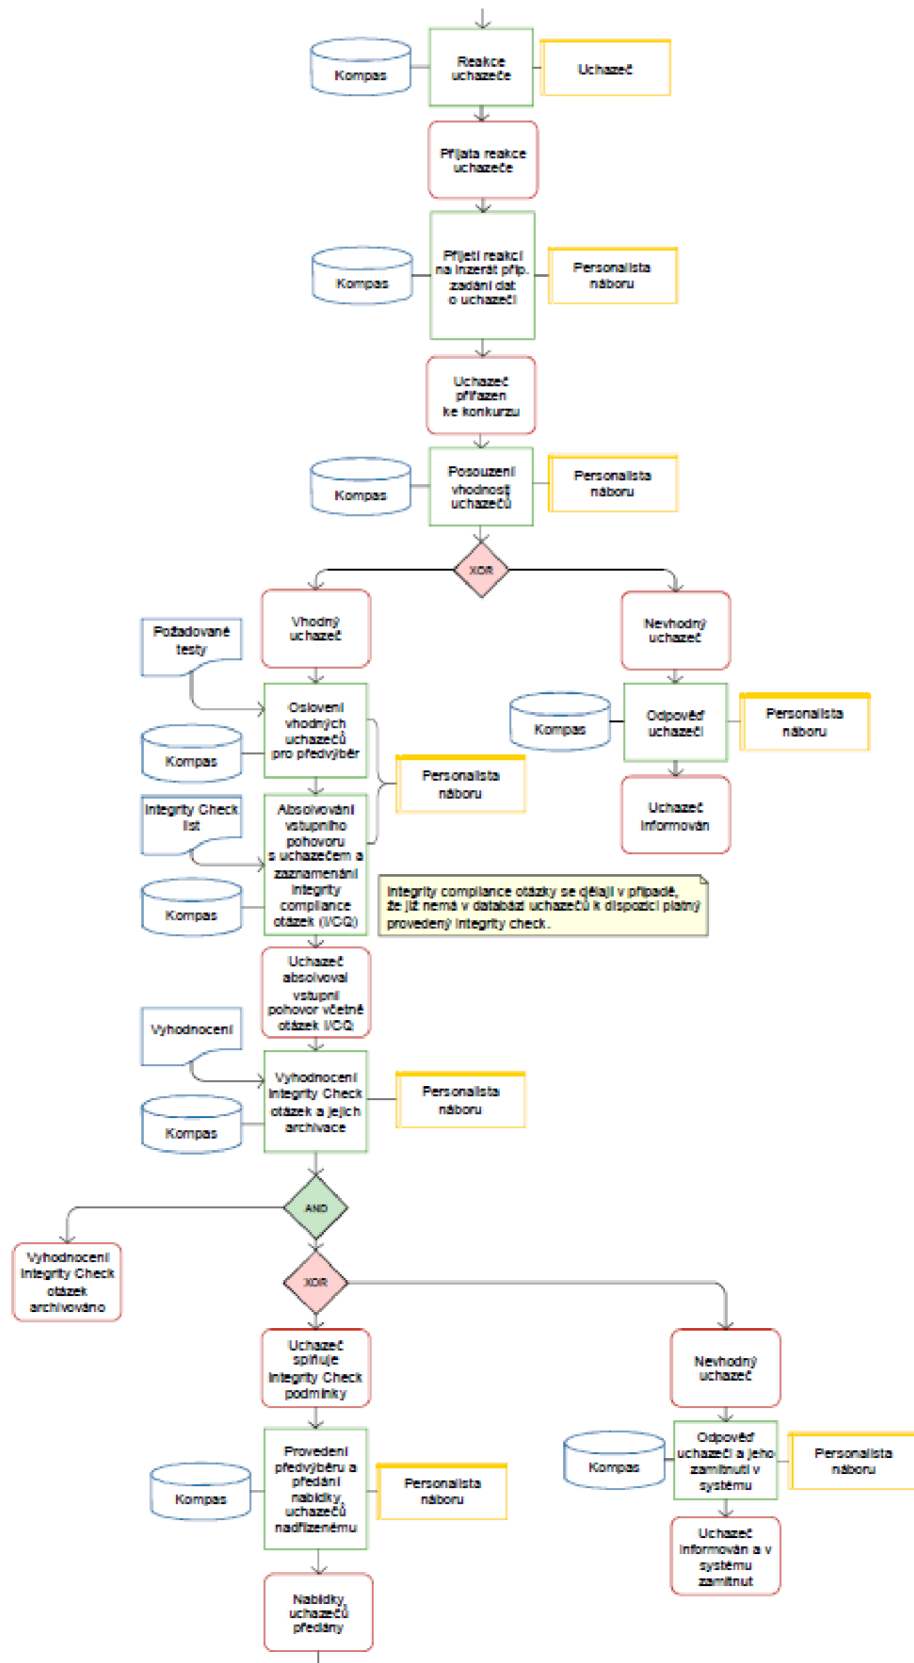 Reakce
uchazeče
Kompas
Uchazeč
Přijata reakce
uchazeče
Přijetí reakcí
na inzerát příp.
zadání dat
o uchazeči
Kompas
Personalista
náboru
Uchazeč
přiřazen
ke konkurzu
Posouzení
vhodnosti
uchazečů
Kompas
Personalista
náboru
XOR
Vhodný
uchazeč
Nevhodný
uchazeč
Požadované
testy
Oslovení
vhodných
uchazečů
pro předvýběr
Kompas
Odpověď
uchazeči
Kompas
Personalista
náboru
Personalista
náboru
Uchazeč
informován
Integrity Check
list
Absolvování
vstupního
pohovoru
s uchazečem a
zaznamenání
integrity
compliance
otázek (I/CQ)
Kompas
Integrity compliance otázky se dělají v případě,
že již nemá v databázi uchazečů k dispozici platný
provedený integrity check.
Uchazeč
absolvoval
vstupní
pohovor včetně
otázek I/CQ
Vyhodnocení
Vyhodnocení
Integrity Check
otázek a jejich
archivace
Kompas
Personalista
náboru
AND
Vyhodnocení
Integrity Check
otázek
archivováno
XOR
Uchazeč
splňuje
Integrity Check
podmínky
Nevhodný
uchazeč
Provedení
předvýběru a
předání
nabídky
uchazečů
nadřízenému
Kompas
Personalista
náboru
Odpověď
uchazeči a jeho
zamítnutí v
systému
Kompas
Personalista
náboru
Uchazeč
informován a v
systému
zamítnut
Nabídky
uchazečů
předány